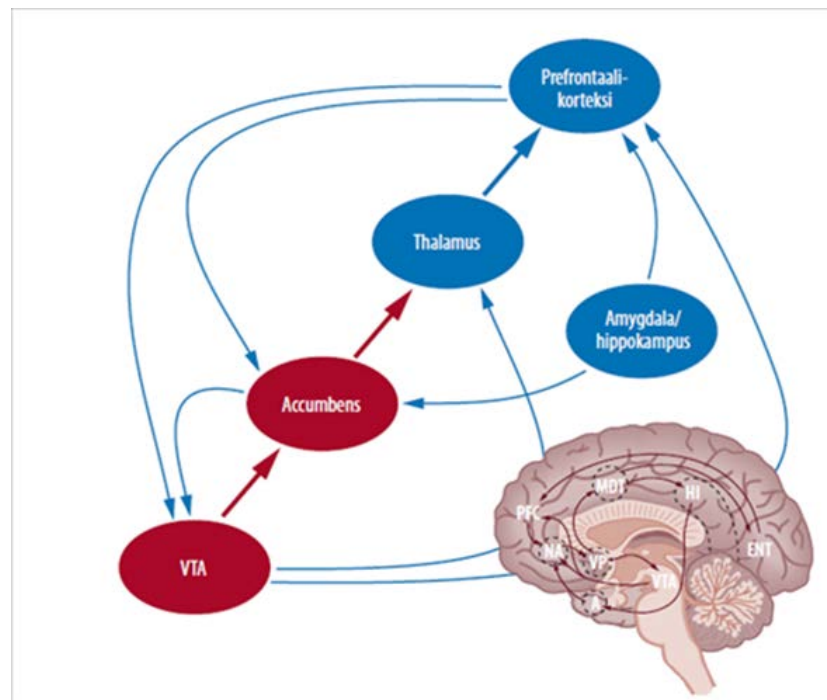 Prefrontaali-
korteksi
Thalamus
Amygdala/
hippokampus
Accumbens
VTA
MDT
HI
PFC
NA
VP
ENT
VTA
A